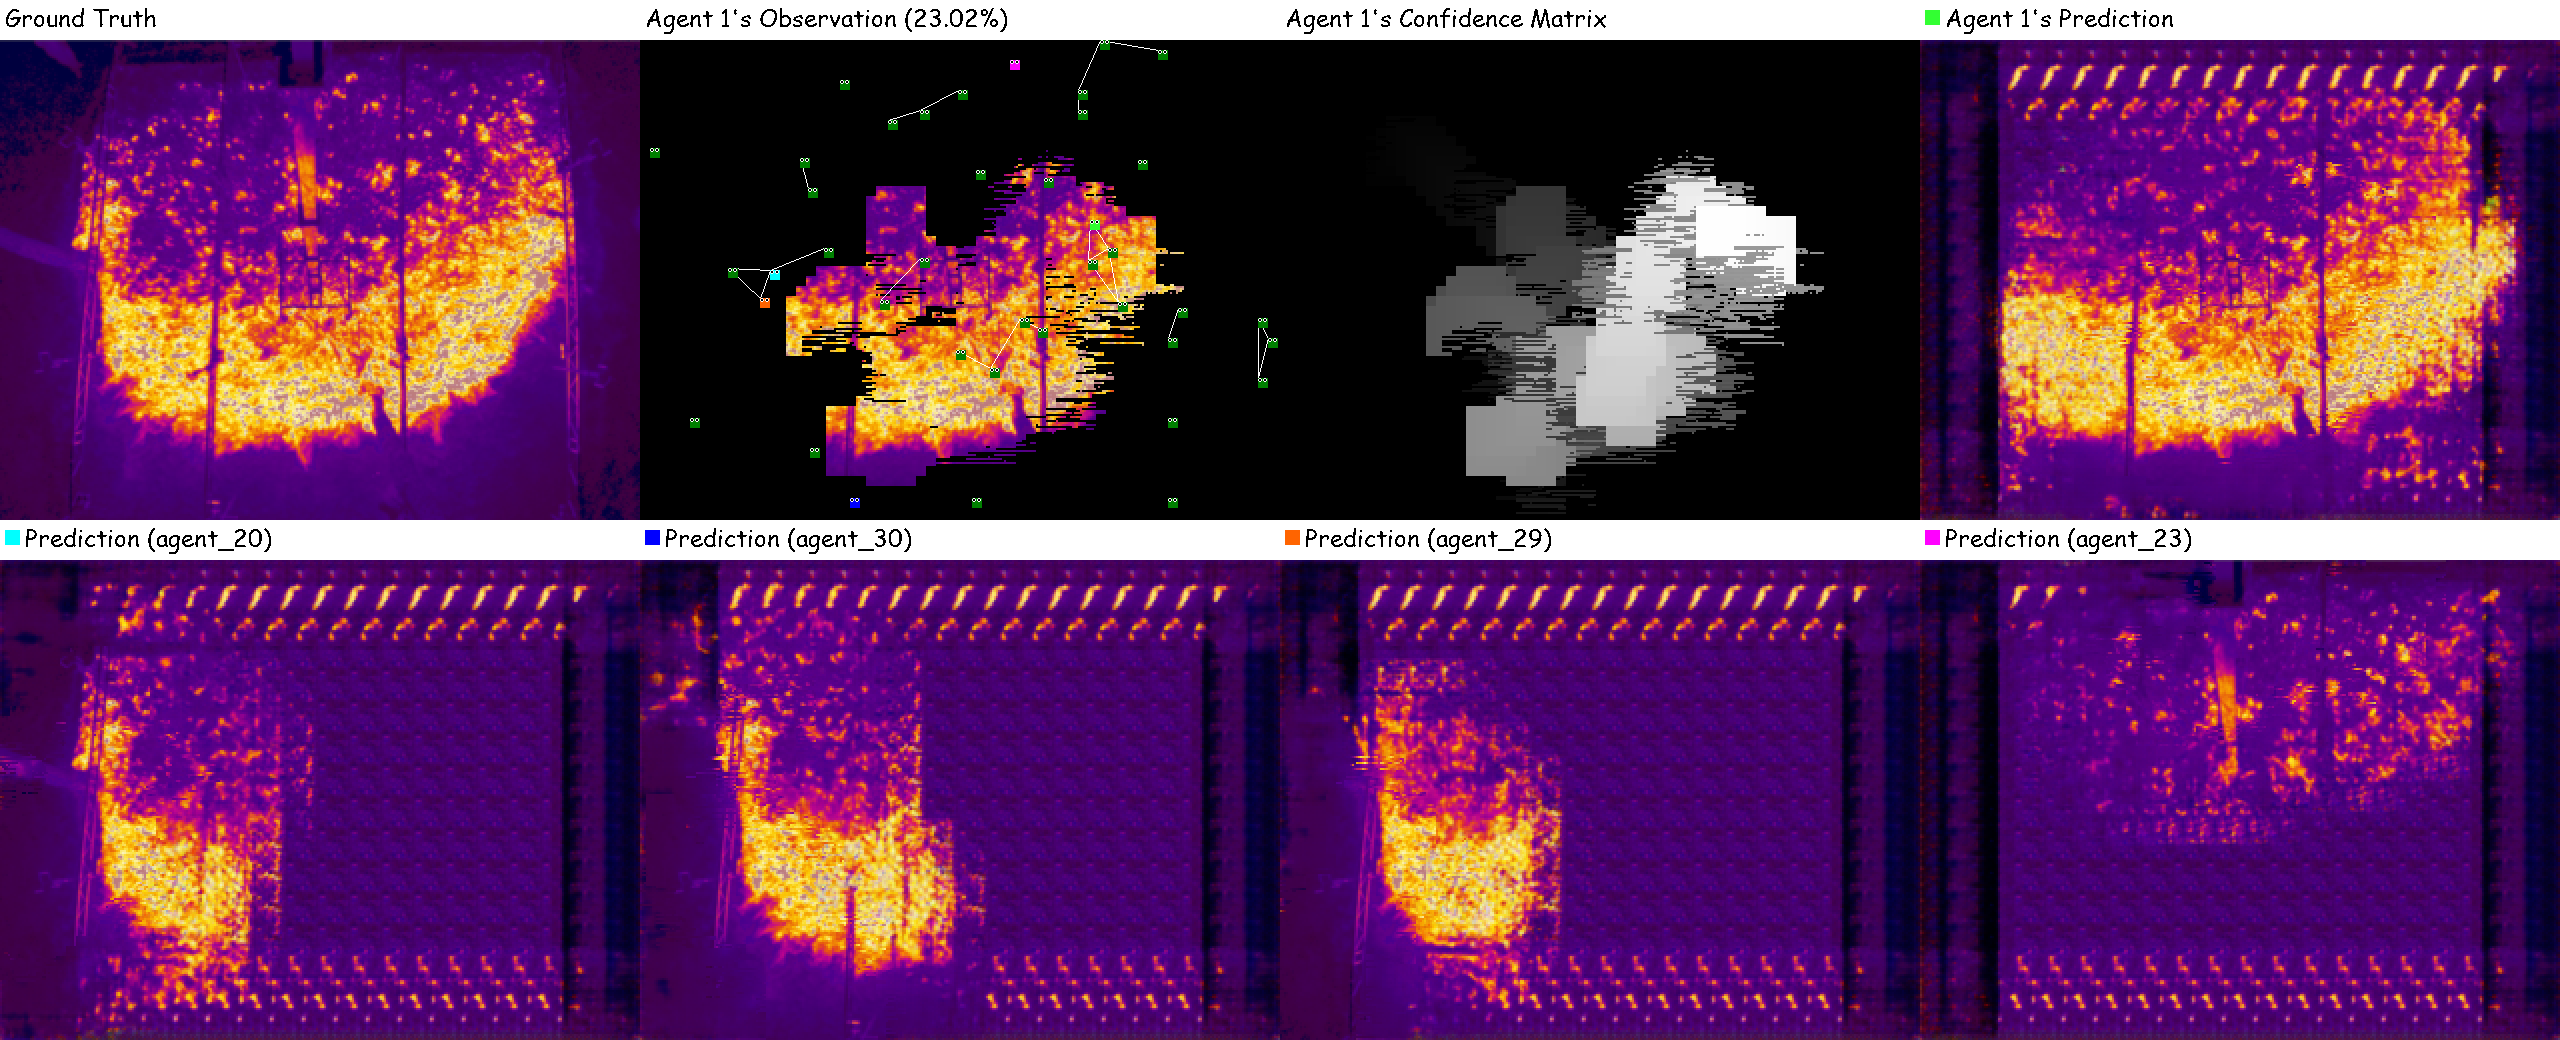 Ground Truth
Agent 1's Observation (23.02%)
Agent 1's Confidence Matrix
Agent 1's Prediction
Prediction (agent_20)
Prediction (agent_30)
Prediction (agent_29)
Prediction (agent_23)